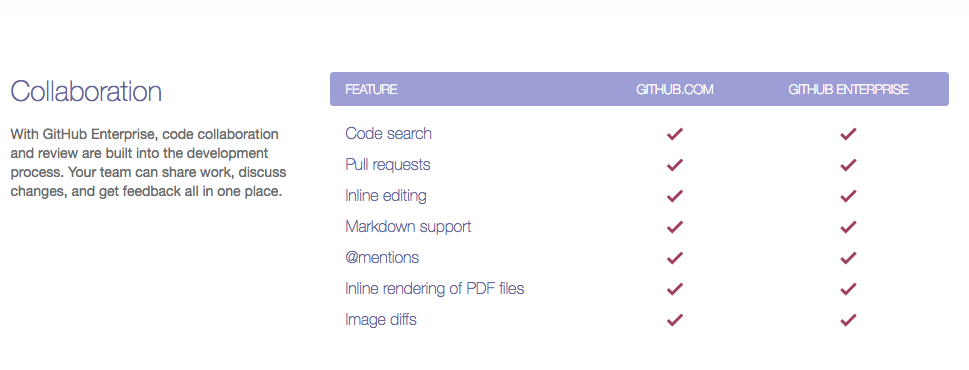 Collaboration
With GitHub Enterprise, code collaboration
and review are built into the development
process. Your team can share work, discuss
changes, and get feedback all in one place.
FEATURE GITHUB.COM GITHUB ENTERPRISE
Code search
Pull requests
Inline editing
Markdown support
@mentions
Inline rendering of PDF files
Image diffs